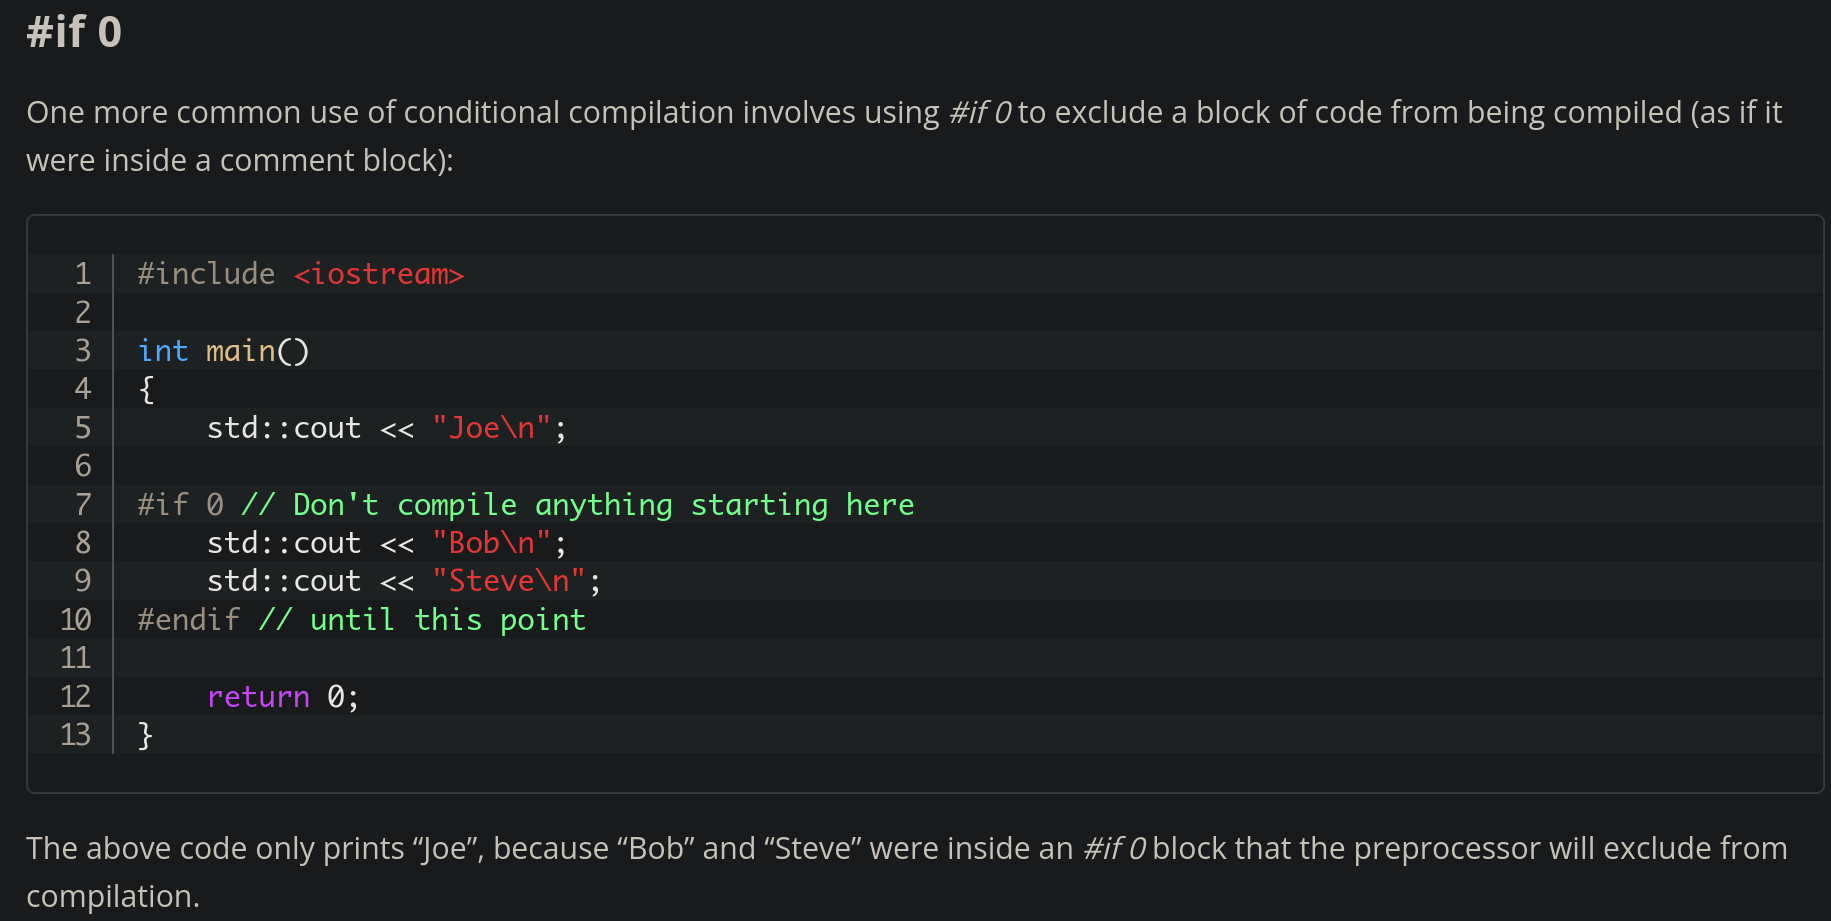 #if 0
One more common use of conditional compilation involves using #if 0 to exclude a block of code from being compiled (as if it
were inside a comment block):
1 #include <iostream>
2
3 int main()
4 {
5     std::cout << "Joe\n";
6
7 #if 0 // Don't compile anything starting here
8     std::cout << "Bob\n";
9     std::cout << "Steve\n";
10 #endif // until this point
11
12     return 0;
13 }
The above code only prints “Joe”, because “Bob” and “Steve” were inside an #if 0 block that the preprocessor will exclude from
compilation.